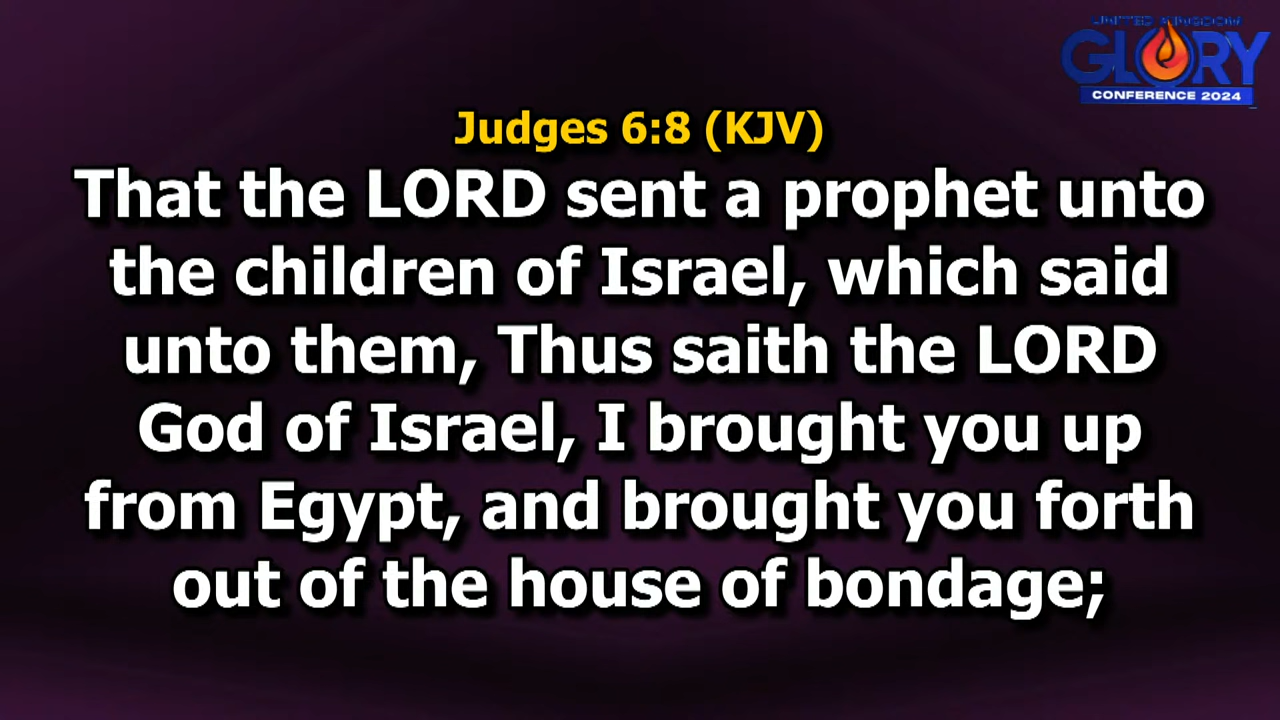 UNITED KINGDOM
GLORY
CONFERENCE 2024
Judges 6:8 (KJV)
That the LORD sent a prophet unto
the children of Israel, which said
unto them, Thus saith the LORD
God of Israel, I brought you up
from Egypt, and brought you forth
out of the house of bondage;